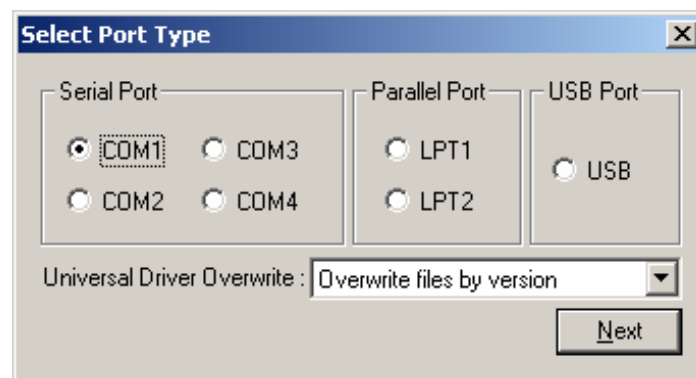 Select Port Type
Serial Port Parallel Port USB Port
COM1 COM3 LPT1 USB
COM2 COM4 LPT2
Universal Driver Overwrite : Overwrite files by version
Next